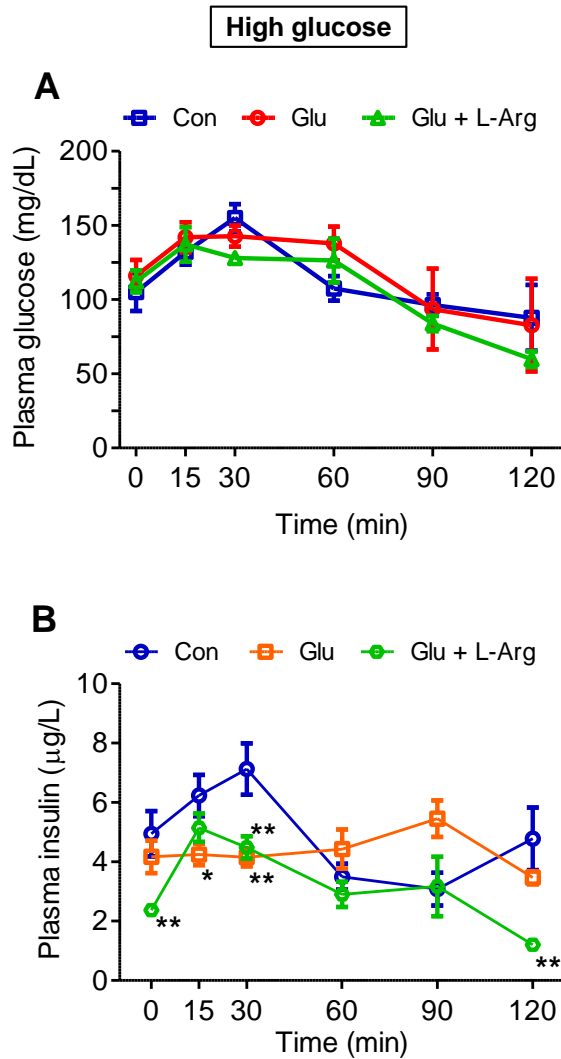 High glucose
A
Con Glu Glu + L-Arg
200
150
100
50
0
Plasma glucose (mg/dL)
0 15 30 60 90 120
Time (min)
B
Con Glu Glu + L-Arg
10
8
6
4
2
0
Plasma insulin (μg/L)
**
*
**
**
**
0 15 30 60 90 120
Time (min)